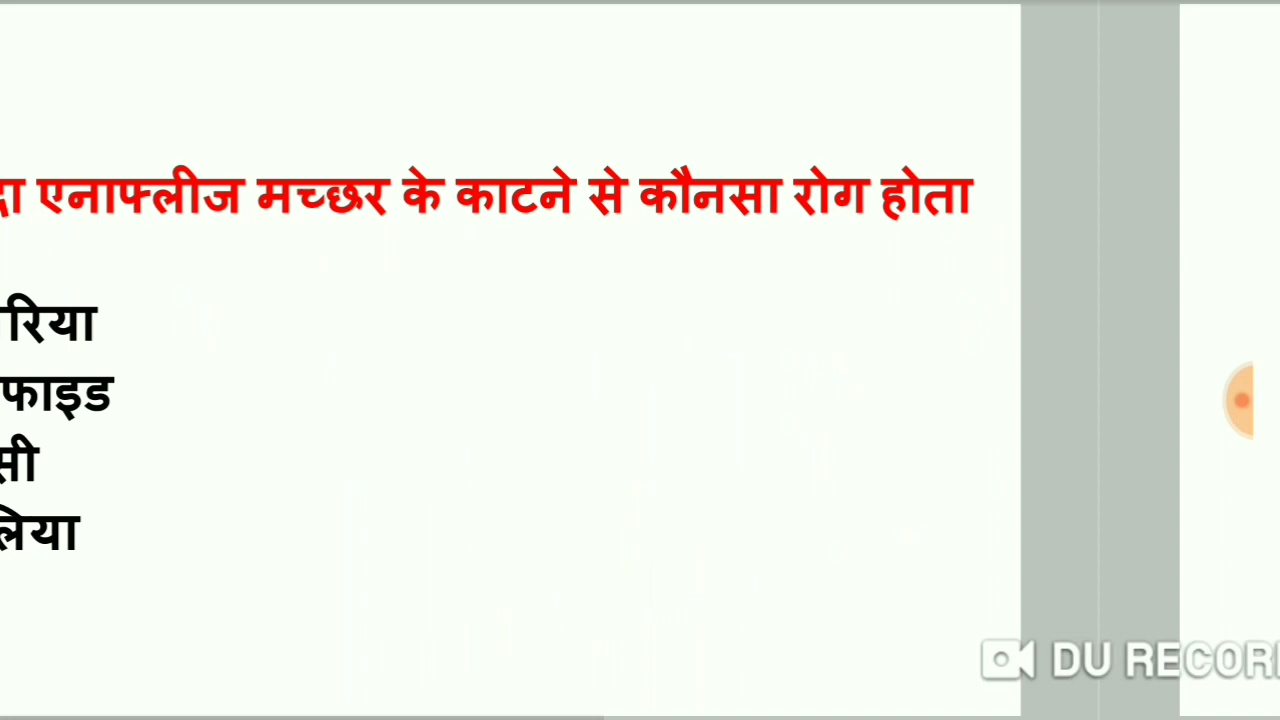 एनाफ्लीज मच्छर के काटने से कौनसा रोग होता
रिया
फाइड
सी
लिया
DU RECOR